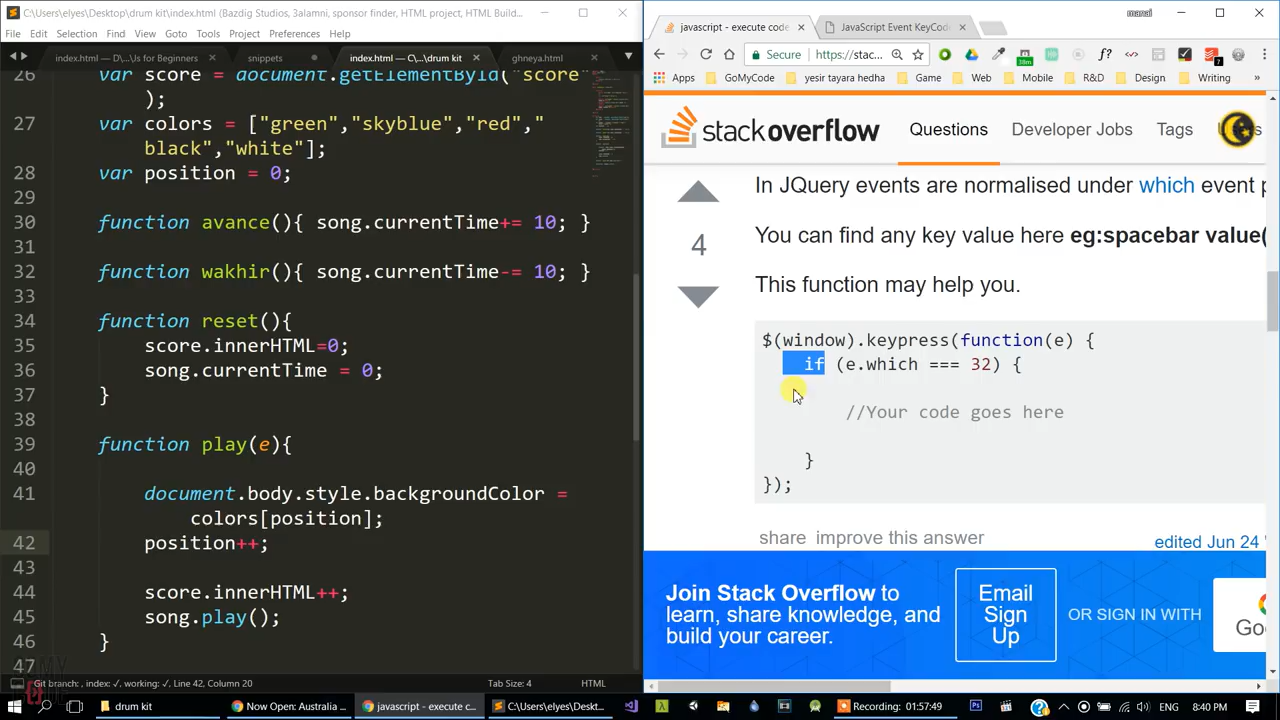 C:\Users\elyes\Desktop\drum kit\index.html (Bazdig Studios, 3alamni, sponsor finder, HTML project, HTML Build...
File Edit Selection Find View Goto Tools Project Preferences Help
index.html — D\...\ls for Beginners
snippets
index.html — C\...\drum kit
ghneya.html
26 var score = document.getElementById("score"
);
27 var colors = ["green","skyblue","red","
black","white"];
28 var position = 0;
29
30 function avance(){ song.currentTime+= 10; }
31
32 function wakhir(){ song.currentTime-= 10; }
33
34 function reset(){
35 score.innerHTML=0;
36 song.currentTime = 0;
37 }
38
39 function play(e){
40
41 document.body.style.backgroundColor =
colors[position];
42 position++;
43
44 score.innerHTML++;
45 song.play();
46 }
47
Git branch: , index: ✓, working: ✓, Line 42, Column 20
Tab Size: 4
HTML
manai
javascript - execute code
JavaScript Event KeyCode
Secure https://stac...
Apps GoMyCode yesir tayara hedha Game Web Mobile R&D Design Writing
stackoverflow Questions Developer Jobs Tags
In JQuery events are normalised under which event p
4
You can find any key value here eg:spacebar value(
This function may help you.
$(window).keypress(function(e) {
if (e.which === 32) {
//Your code goes here
}
});
share improve this answer
edited Jun 24 '
Join Stack Overflow to
learn, share knowledge, and
build your career.
Email
Sign
Up
OR SIGN IN WITH
Go
drum kit
Now Open: Australia ...
javascript - execute c...
C:\Users\elyes\Deskt...
Recording: 01:57:49
8:40 PM